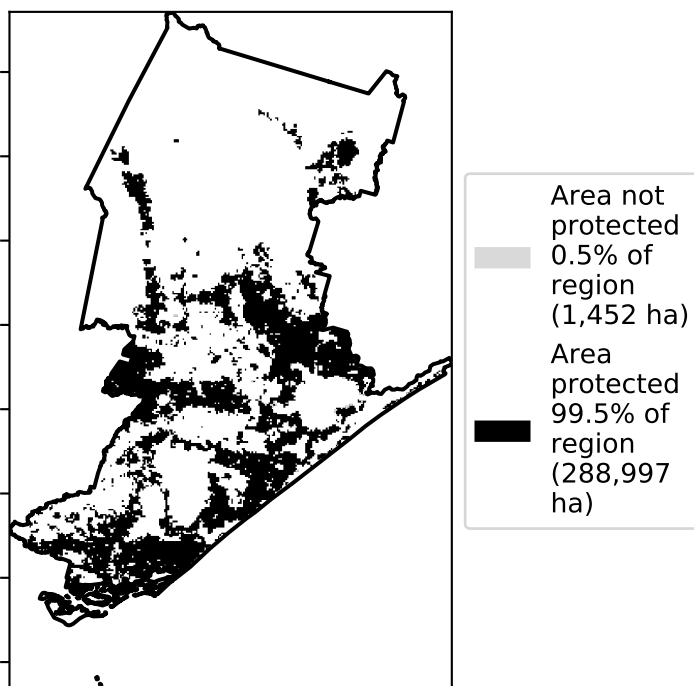 Area not
protected
0.5% of
region
(1,452 ha)
Area
protected
99.5% of
region
(288,997
ha)